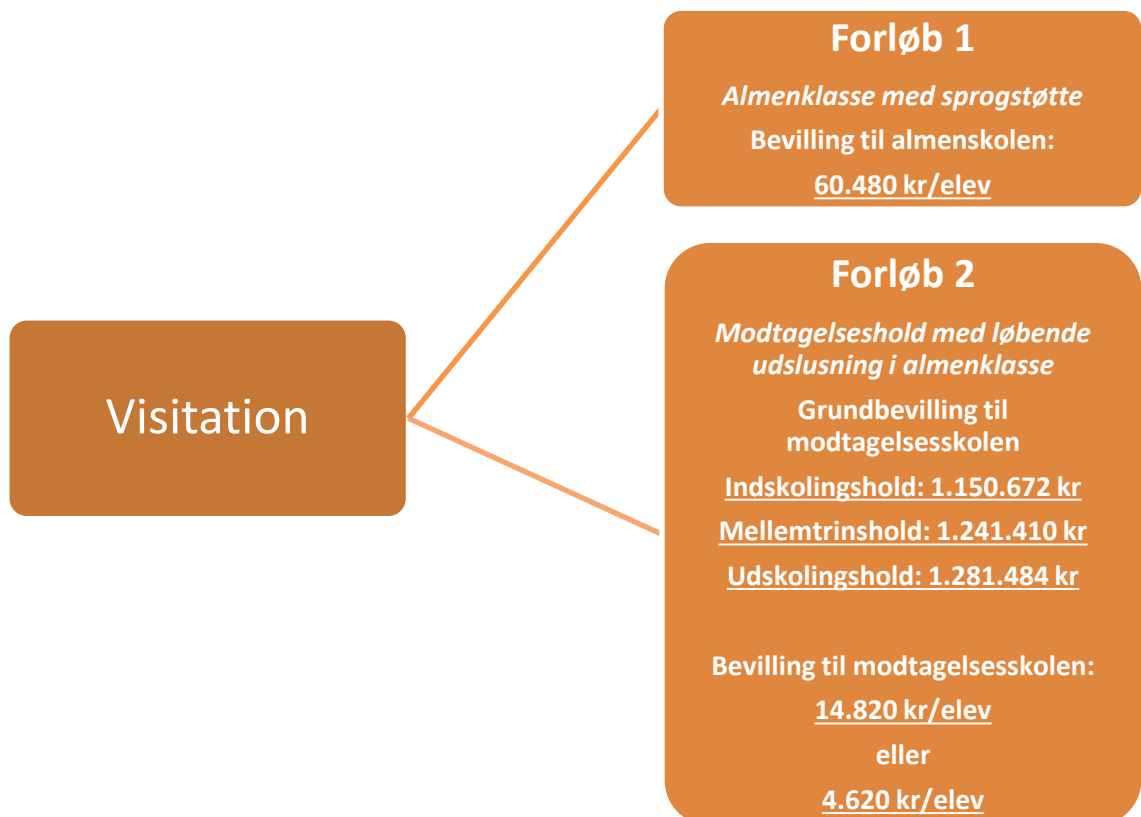 Visitation
Forløb 1
Almenklasse med sprogstøtte
Bevilling til almenskolen:
60.480 kr/elev
Forløb 2
Modtagelseshold med løbende
udslusning i almenklasse
Grundbevilling til
modtagelsesskolen
Indskolingshold: 1.150.672 kr
Mellemtrinshold: 1.241.410 kr
Udskolingshold: 1.281.484 kr
Bevilling til modtagelsesskolen:
14.820 kr/elev
eller
4.620 kr/elev